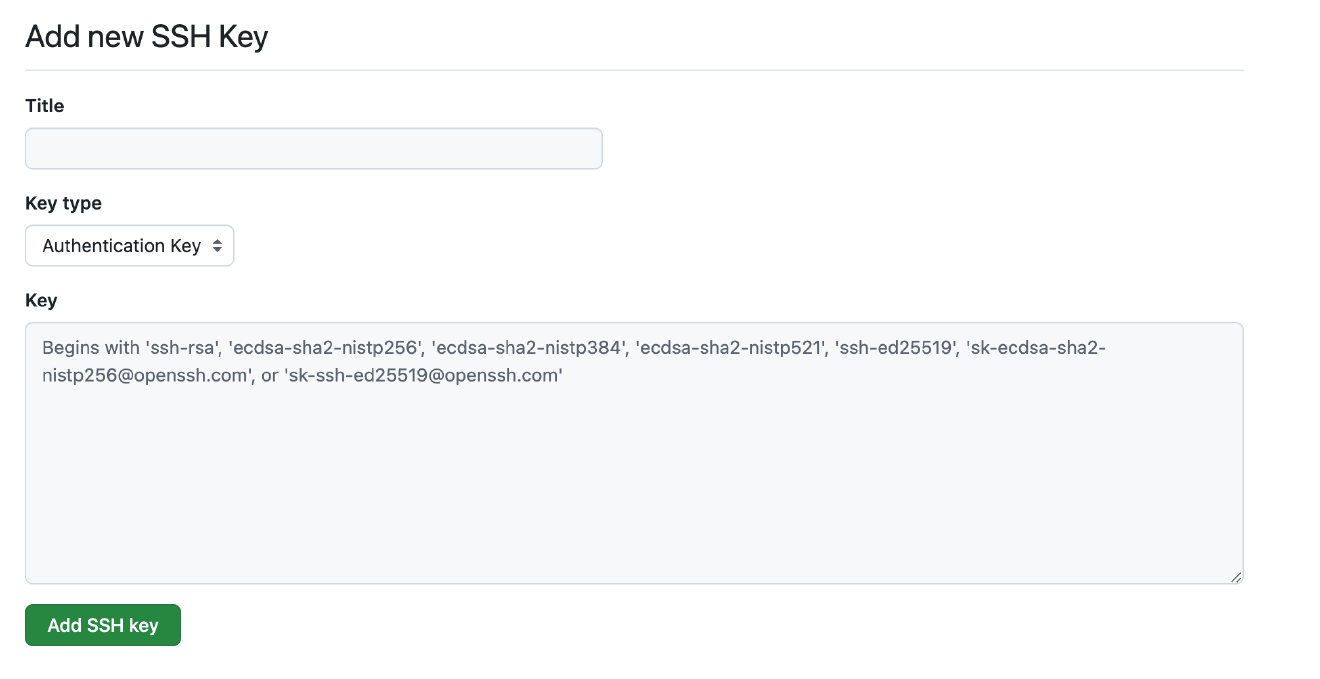 Add new SSH Key
Title
Key type
Authentication Key
Key
Begins with 'ssh-rsa', 'ecdsa-sha2-nistp256', 'ecdsa-sha2-nistp384', 'ecdsa-sha2-nistp521', 'ssh-ed25519', 'sk-ecdsa-sha2-
nistp256@openssh.com', or 'sk-ssh-ed25519@openssh.com'
Add SSH key